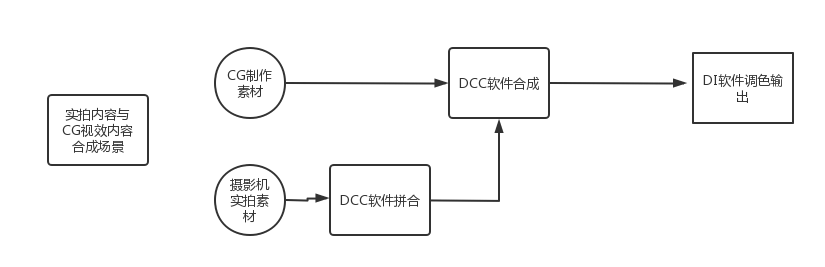 实拍内容与
CG视效内容
合成场景
CG制作
素材
DCC软件合成
DI软件调色输
出
摄影机
实拍素
材
DCC软件拼合